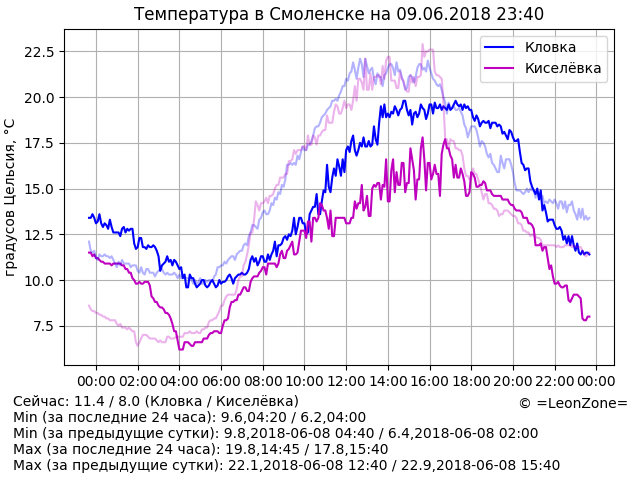 Температура в Смоленске на 09.06.2018 23:40
градусов Цельсия, °C
22.5
20.0
17.5
15.0
12.5
10.0
7.5
Кловка
Киселёвка
00:00 02:00 04:00 06:00 08:00 10:00 12:00 14:00 16:00 18:00 20:00 22:00 00:00
Сейчас: 11.4 / 8.0 (Кловка / Киселёвка)
© =LeonZone=
Min (за последние 24 часа): 9.6,04:20 / 6.2,04:00
Min (за предыдущие сутки): 9.8,2018-06-08 04:40 / 6.4,2018-06-08 02:00
Max (за последние 24 часа): 19.8,14:45 / 17.8,15:40
Max (за предыдущие сутки): 22.1,2018-06-08 12:40 / 22.9,2018-06-08 15:40